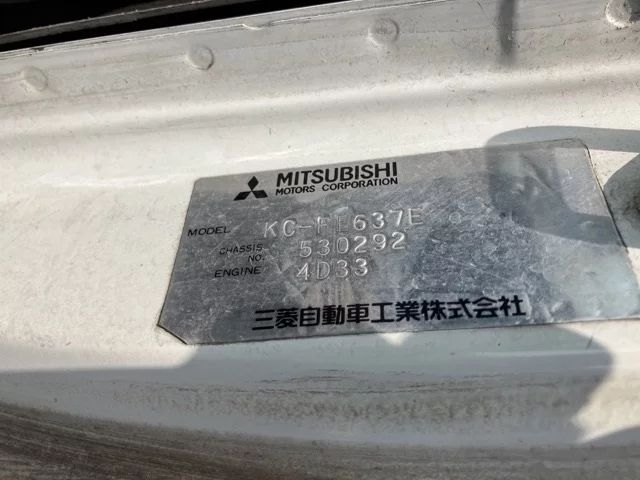 MITSUBISHI
MOTORS CORPORATION
MODEL KC-FE637E
CHASSIS NO. 530292
ENGINE 4D33
三菱自動車工業株式会社